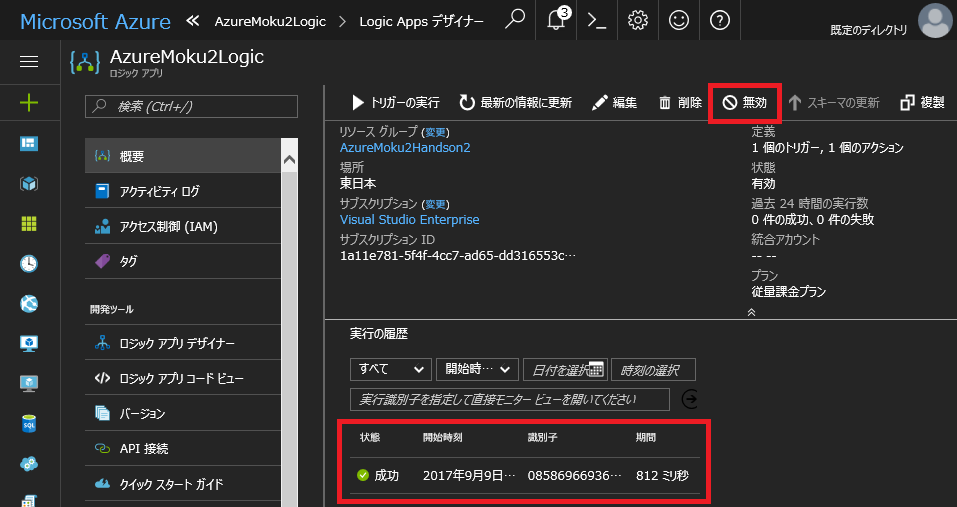 Microsoft Azure « AzureMoku2Logic > Logic Apps デザイナー 3 既定のディレクトリ
AzureMoku2Logic
ロジック アプリ
検索 (Ctrl+/)
概要
アクティビティ ログ
アクセス制御 (IAM)
タグ
開発ツール
ロジック アプリ デザイナー
ロジック アプリ コード ビュー
バージョン
API 接続
クイック スタート ガイド
トリガーの実行 最新の情報に更新 編集 削除 無効 スキーマの更新 複製
リソース グループ (変更)
AzureMoku2Handson2
場所
東日本
サブスクリプション (変更)
Visual Studio Enterprise
サブスクリプション ID
1a11e781-5f4f-4cc7-ad65-dd316553c…
定義
1 個のトリガー, 1 個のアクション
状態
有効
過去 24 時間の実行数
0 件の成功、0 件の失敗
統合アカウント
-- --
プラン
従量課金プラン
実行の履歴
すべて 開始時… 日付を選択 時刻の選択
実行識別子を指定して直接モニター ビューを開いてください
状態 開始時刻 識別子 期間
成功 2017年9月9日… 08586966936… 812 ミリ秒